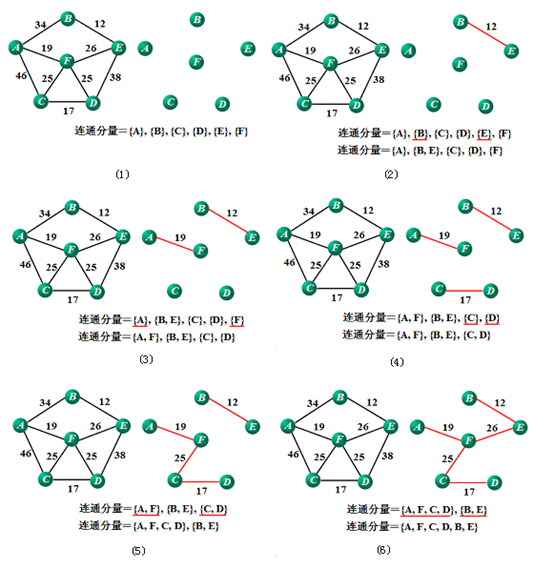 34 B 12
A 19 26 E
F
46 25 25 38
C 17 D
B
A E
F
C D
连通分量={A}, {B}, {C}, {D}, {E}, {F}
(1)
34 B 12
A 19 26 E
F
46 25 25 38
C 17 D
B 12
A E
F
C D
连通分量={A}, {B}, {C}, {D}, {E}, {F}
连通分量={A}, {B, E}, {C}, {D}, {F}
(2)
34 B 12
A 19 26 E
F
46 25 25 38
C 17 D
B 12
A 19 E
F
C D
连通分量={A}, {B, E}, {C}, {D}, {F}
连通分量={A, F}, {B, E}, {C}, {D}
(3)
34 B 12
A 19 26 E
F
46 25 25 38
C 17 D
B 12
A 19 E
F
C 17 D
连通分量={A, F}, {B, E}, {C}, {D}
连通分量={A, F}, {B, E}, {C, D}
(4)
34 B 12
A 19 26 E
F
46 25 25 38
C 17 D
B 12
A 19 E
F
25
C 17 D
连通分量={A, F}, {B, E}, {C, D}
连通分量={A, F, C, D}, {B, E}
(5)
34 B 12
A 19 26 E
F
46 25 25 38
C 17 D
B 12
A 19 26 E
F
25
C 17 D
连通分量={A, F, C, D}, {B, E}
连通分量={A, F, C, D, B, E}
(6)